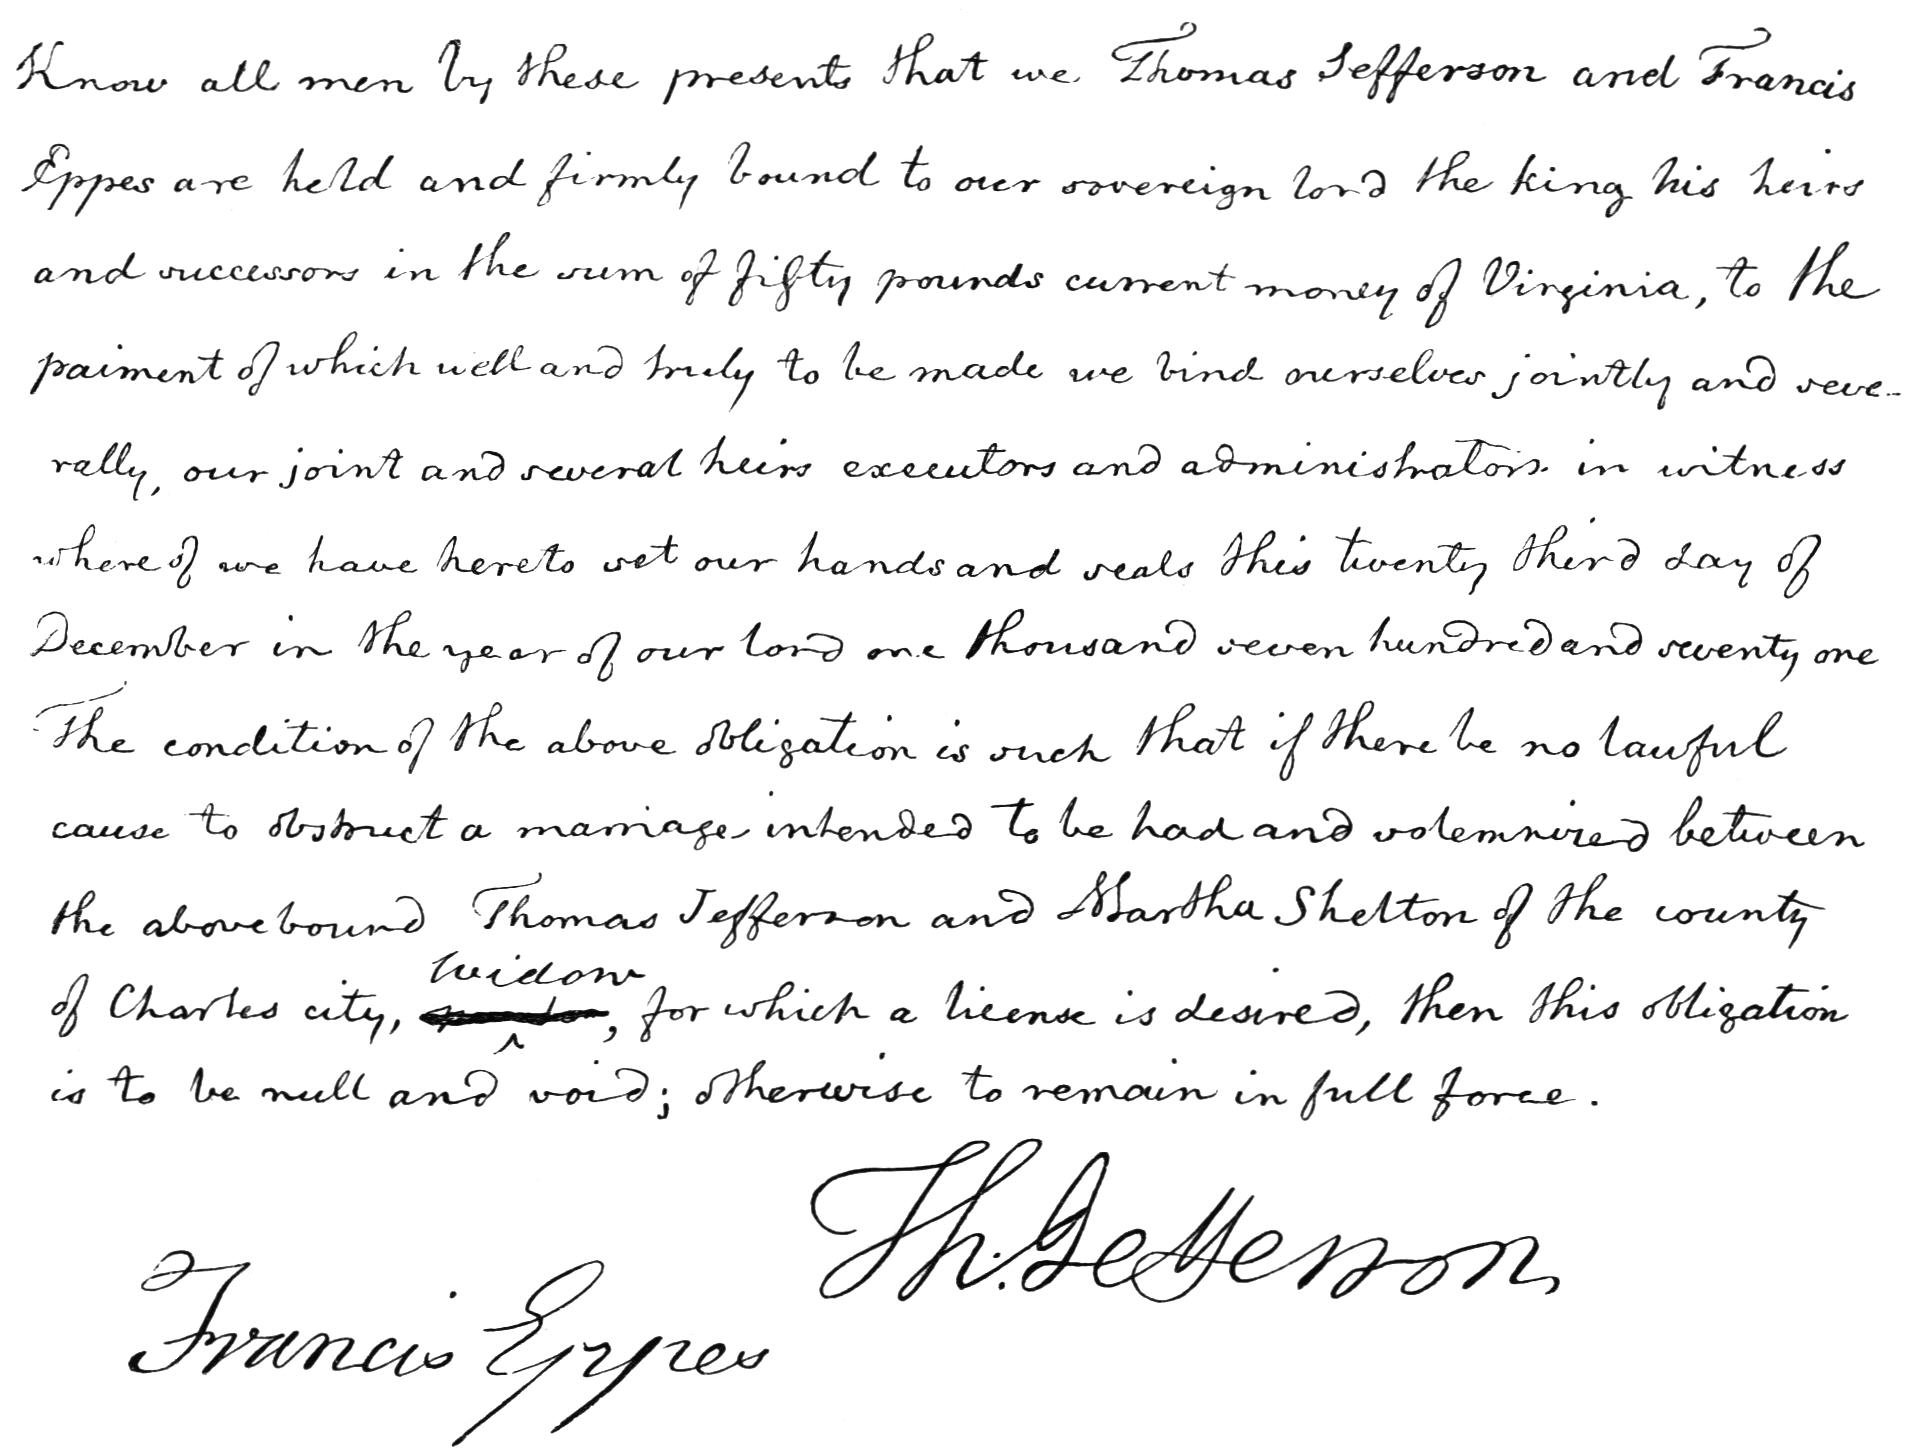 Know all men by these presents that we Thomas Jefferson and Francis
Eppes are held and firmly bound to our sovereign lord the king his heirs
and successors in the sum of fifty pounds current money of Virginia, to the
paiment of which well and truly to be made we bind ourselves jointly and seve-
rally, our joint and several heirs executors and administrators in witness
whereof we have hereto set our hands and seals this twenty third day of
December in the year of our lord one thousand seven hundred and seventy one
The condition of the above obligation is such that if there be no lawful
cause to obstruct a marriage intended to be had and solemnized between
the abovebound Thomas Jefferson and Martha Shelton of the county
widow
of Charles city, , for which a license is desired, then this obligation
is to be null and void; otherwise to remain in full force.
Th. Jefferson
Francis Eppes